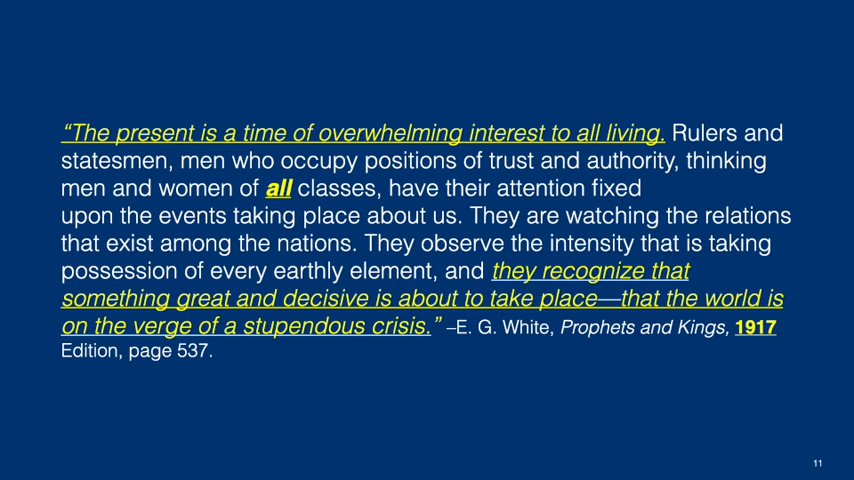 “The present is a time of overwhelming interest to all living. Rulers and
statesmen, men who occupy positions of trust and authority, thinking
men and women of all classes, have their attention fixed
upon the events taking place about us. They are watching the relations
that exist among the nations. They observe the intensity that is taking
possession of every earthly element, and they recognize that
something great and decisive is about to take place—that the world is
on the verge of a stupendous crisis.” –E. G. White, Prophets and Kings, 1917
Edition, page 537.
11